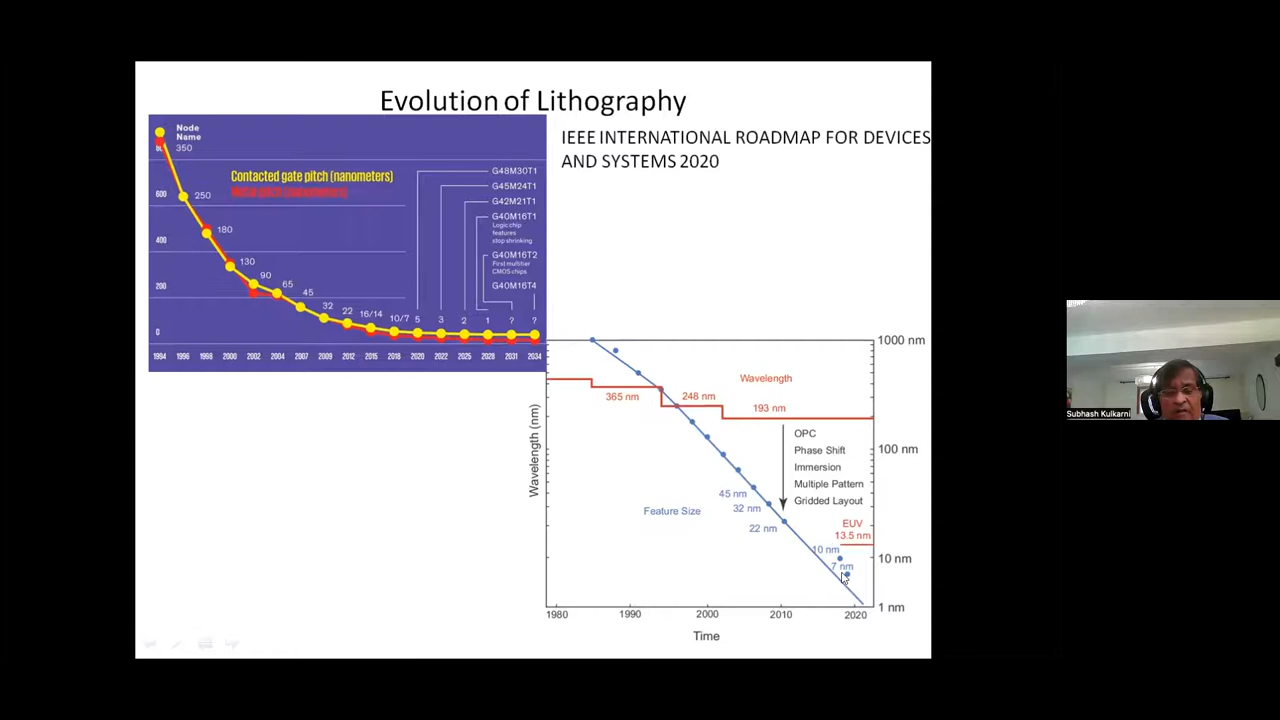 Evolution of Lithography
IEEE INTERNATIONAL ROADMAP FOR DEVICES
AND SYSTEMS 2020
Node
Name
350
250
180
130
90
65
45
32
22
16/14
10/7
5
3
2
1
?
?
Contacted gate pitch (nanometers)
G48M30T1
G45M24T1
G42M21T1
G40M16T1
Logic chip
features
stop shrinking
G40M16T2
First multitier
CMOS chips
G40M16T4
600
400
200
0
1994 1996 1998 2000 2002 2004 2007 2009 2012 2015 2018 2020 2022 2025 2028 2031 2034
1000 nm
100 nm
10 nm
1 nm
Wavelength (nm)
Wavelength
365 nm
248 nm
193 nm
OPC
Phase Shift
Immersion
Multiple Pattern
Gridded Layout
EUV
13.5 nm
Feature Size
45 nm
32 nm
22 nm
10 nm
7 nm
1980 1990 2000 2010 2020
Time
Subhash Kulkarni